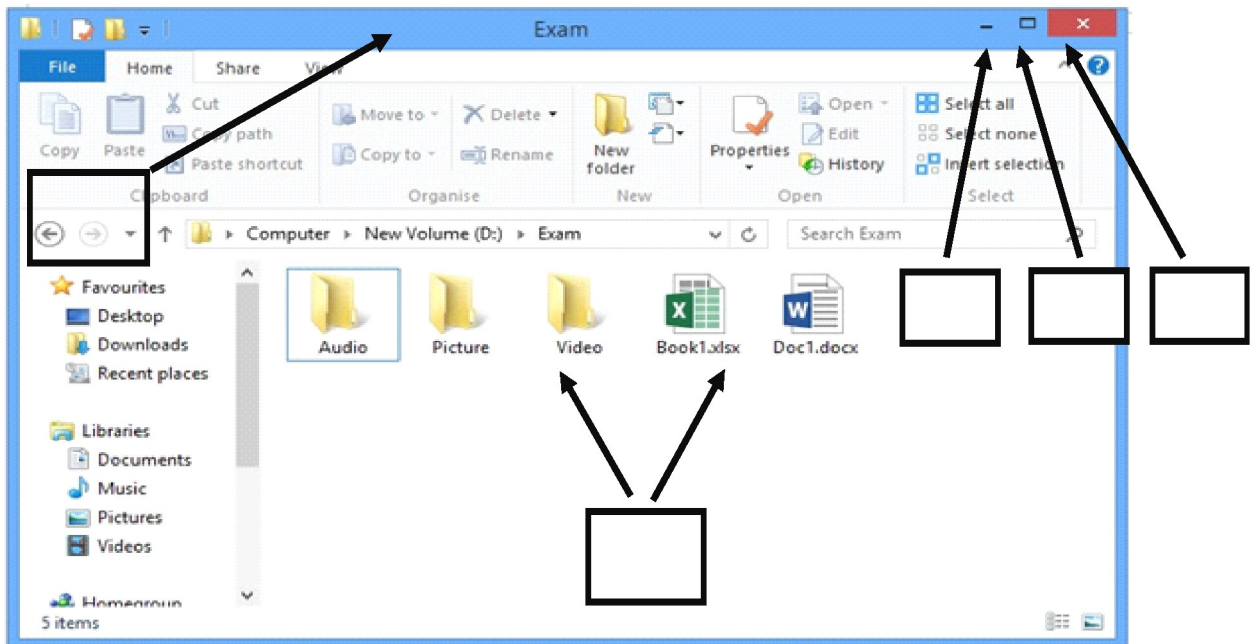 Exam
File Home Share View
Copy
Paste
Cut
Copy path
Paste shortcut
Clipboard
Move to
Copy to
Delete
Rename
Organise
New folder
New
Properties
Open
Edit
History
Open
Select all
Select none
Insert selection
Select
Computer New Volume (D:) Exam
Search Exam
Favourites
Desktop
Downloads
Recent places
Libraries
Documents
Music
Pictures
Videos
Homegroup
Audio
Picture
Video
Book1.xlsx
Doc1.docx
5 items